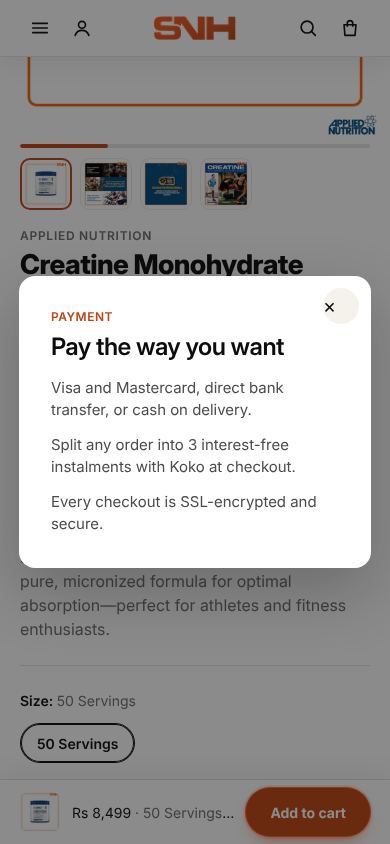 SNH
APPLIED
NUTRITION
CREATINE
APPLIED NUTRITION
Creatine Monohydrate
PAYMENT
Pay the way you want
Visa and Mastercard, direct bank
transfer, or cash on delivery.
Split any order into 3 interest-free
instalments with Koko at checkout.
Every checkout is SSL-encrypted and
secure.
pure, micronized formula for optimal
absorption—perfect for athletes and fitness
enthusiasts.
Size: 50 Servings
50 Servings
Rs 8,499 · 50 Servings...
Add to cart